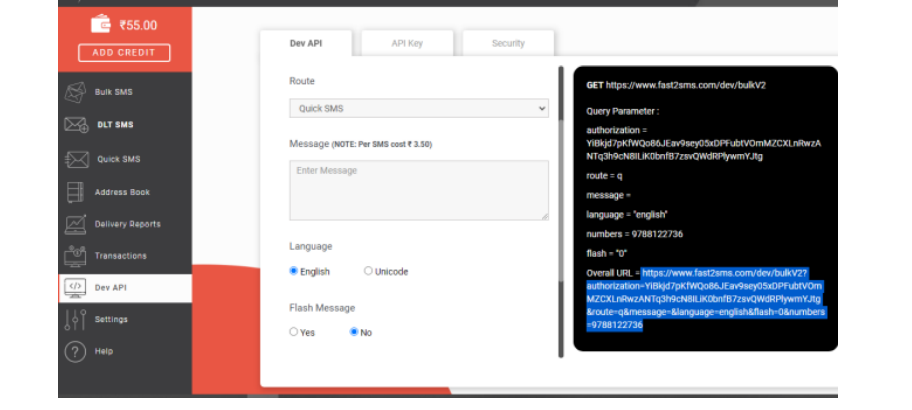 ₹55.00
ADD CREDIT
Bulk SMS
DLT SMS
Quick SMS
Address Book
Delivery Reports
Transactions
Dev API
Settings
Help
Dev API
API Key
Security
Route
Quick SMS
Message (NOTE: Per SMS cost ₹ 3.50)
Enter Message
Language
English
Unicode
Flash Message
Yes
No
GET https://www.fast2sms.com/dev/bulkV2
Query Parameter :
authorization =
YiBkjd7pKfWQo86JEav9sey05xDPFubtVOmMZCXLnRwzA
NTq3h9cN8ILiK0bnfB7zsvQWdRPlywmYJtg
route = q
message =
language = "english"
numbers = 9788122736
flash = "0"
Overall URL = https://www.fast2sms.com/dev/bulkV2?
authorization=YiBkjd7pKfWQo86JEav9sey05xDPFubtVOm
MZCXLnRwzANTq3h9cN8ILiK0bnfB7zsvQWdRPlywmYJtg
&route=q&message=&language=english&flash=0&numbers
=9788122736